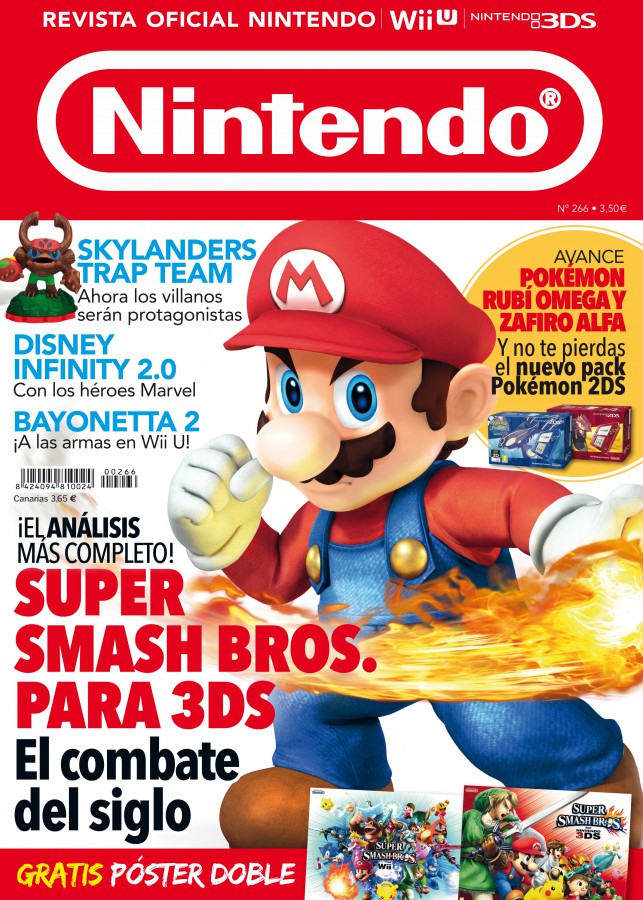 REVISTA OFICIAL NINTENDO | Wii U | NINTENDO 3DS
Nintendo®
Nº 266 • 3,50€
SKYLANDERS
TRAP TEAM
Ahora los villanos
serán protagonistas
DISNEY
INFINITY 2.0
Con los héroes Marvel
BAYONETTA 2
¡A las armas en Wii U!
AVANCE
POKÉMON
RUBÍ OMEGA Y
ZAFIRO ALFA
Y no te pierdas
el nuevo pack
Pokémon 2DS
M
00266
8 424094 810024
Canarias 3,65 €
¡EL ANÁLISIS
MÁS COMPLETO!
SUPER
SMASH BROS.
PARA 3DS
El combate
del siglo
SUPER
SMASH BROS.
Wii U
SUPER
SMASH BROS.
NINTENDO
3DS
GRATIS PÓSTER DOBLE